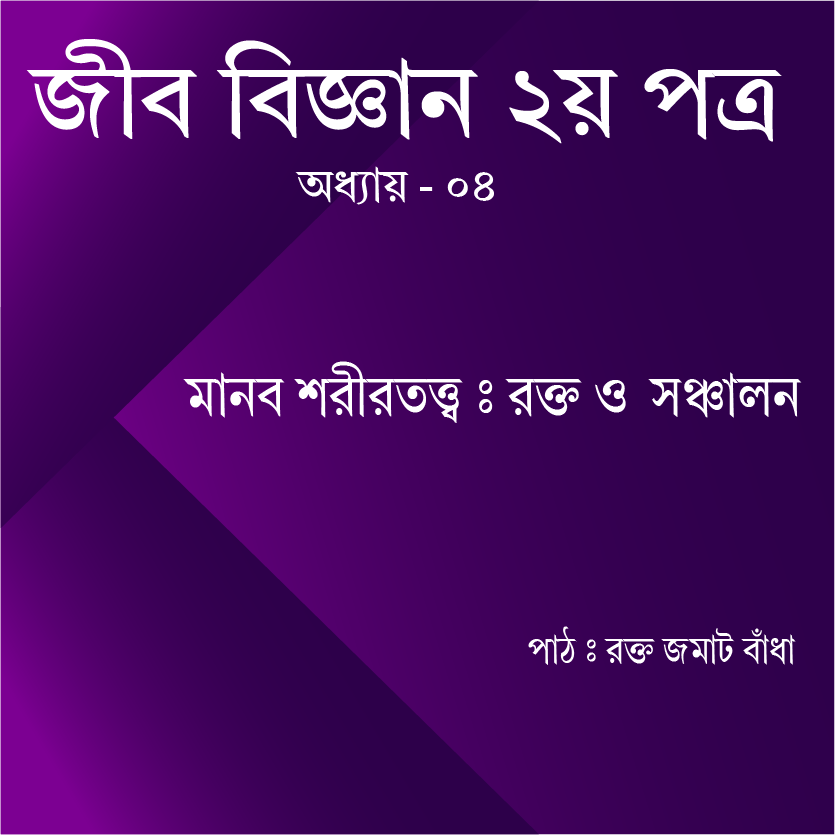 জীব বিজ্ঞান ২য় পত্র
অধ্যায় - ০৪
মানব শরীরতত্ত্ব ঃ রক্ত ও সঞ্চালন
পাঠ ঃ রক্ত জমাট বাঁধা